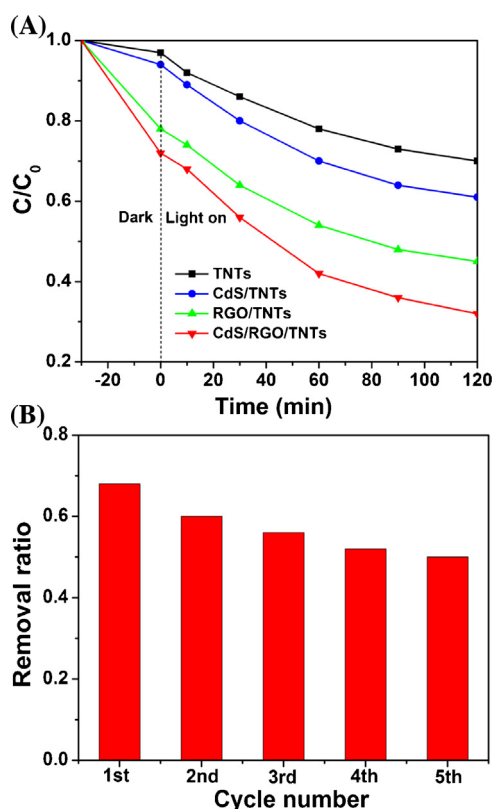 (A)
1.0
0.8
0.6
0.4
0.2
C/C₀
Dark
Light on
TNTs
CdS/TNTs
RGO/TNTs
CdS/RGO/TNTs
-20 0 20 40 60 80 100 120
Time (min)
(B)
0.8
0.6
0.4
0.2
0.0
Removal ratio
1st 2nd 3rd 4th 5th
Cycle number